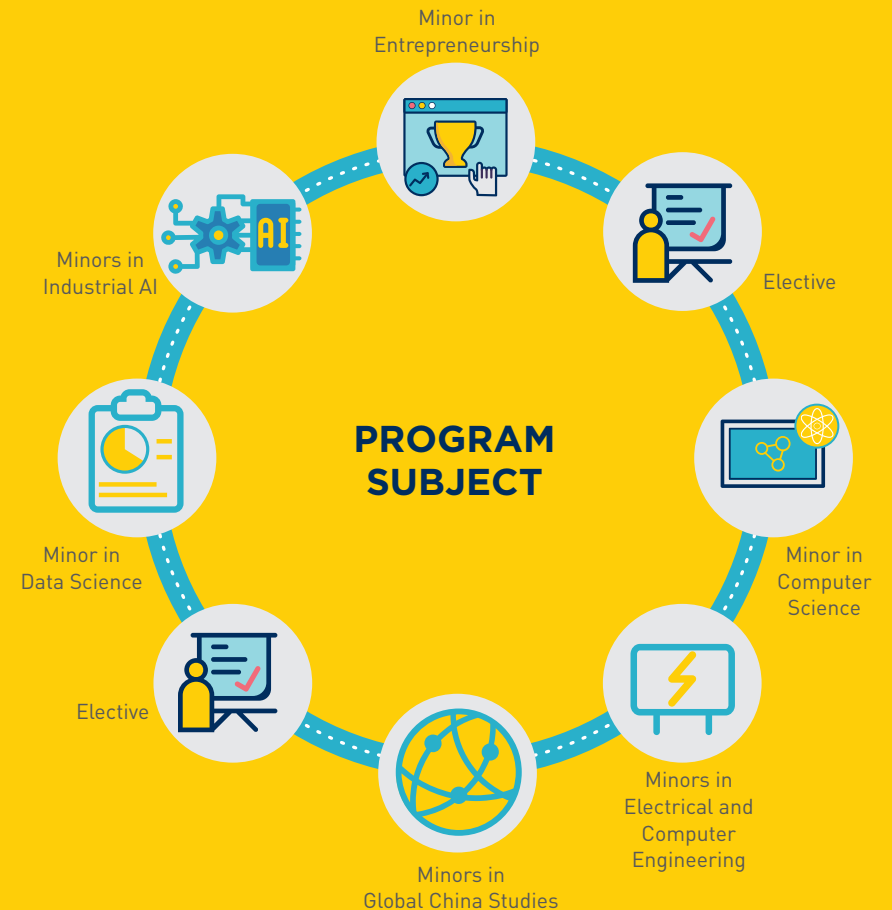 Minor in
Entrepreneurship
AI
Minors in
Industrial AI
Elective
PROGRAM
SUBJECT
Minor in
Data Science
Minor in
Computer
Science
Elective
Minors in
Electrical and
Computer
Engineering
Minors in
Global China Studies